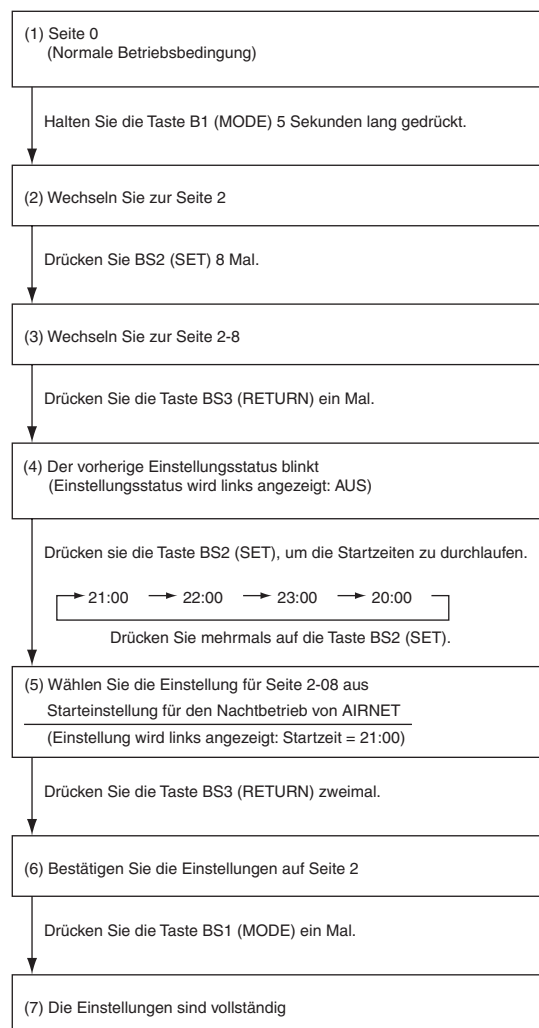 (1) Seite 0
(Normale Betriebsbedingung)
Halten Sie die Taste B1 (MODE) 5 Sekunden lang gedrückt.
(2) Wechseln Sie zur Seite 2
Drücken Sie BS2 (SET) 8 Mal.
(3) Wechseln Sie zur Seite 2-8
Drücken Sie die Taste BS3 (RETURN) ein Mal.
(4) Der vorherige Einstellungsstatus blinkt
(Einstellungsstatus wird links angezeigt: AUS)
Drücken sie die Taste BS2 (SET), um die Startzeiten zu durchlaufen.
21:00 22:00 23:00 20:00
Drücken Sie mehrmals auf die Taste BS2 (SET).
(5) Wählen Sie die Einstellung für Seite 2-08 aus
Starteinstellung für den Nachtbetrieb von AIRNET
(Einstellung wird links angezeigt: Startzeit = 21:00)
Drücken Sie die Taste BS3 (RETURN) zweimal.
(6) Bestätigen Sie die Einstellungen auf Seite 2
Drücken Sie die Taste BS1 (MODE) ein Mal.
(7) Die Einstellungen sind vollständig